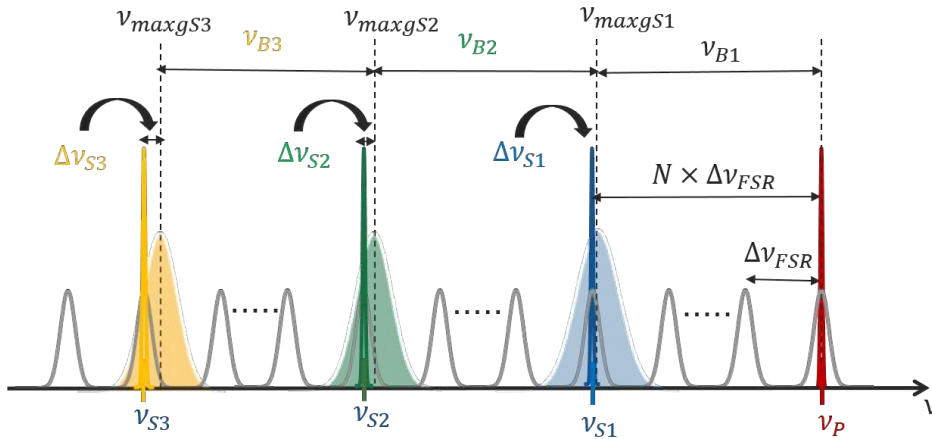 ν_maxgS3 ν_maxgS2 ν_maxgS1
ν_B3 ν_B2 ν_B1
Δν_S3 Δν_S2 Δν_S1
N × Δν_FSR
Δν_FSR
..... ..... .....
ν_S3 ν_S2 ν_S1 ν_P ν